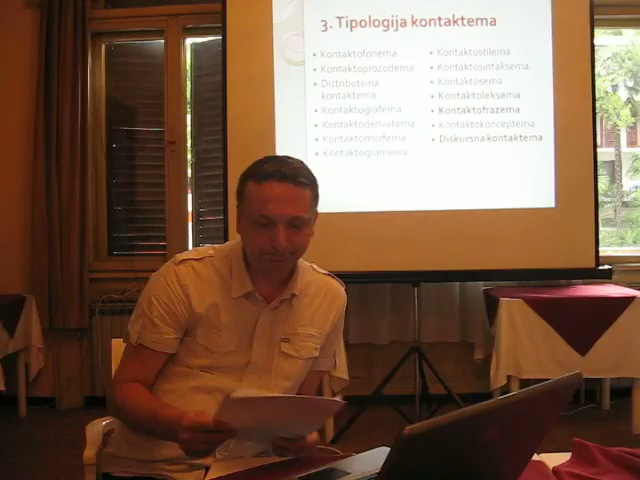 3. Tipologija kontaktema
• Kontaktofonema
• Kontaktoprozodema
• Distributivna
kontaktema
• Kontaktografema
• Kontaktoderivatema
• Kontaktomorfema
• Kontaktogramema
• Kontaktostilema
• Kontaktosintaksema
• Kontaktosema
• Kontaktoleksema
• Kontaktofrazema
• Kontaktokonceptema
• Diskursna kontaktema